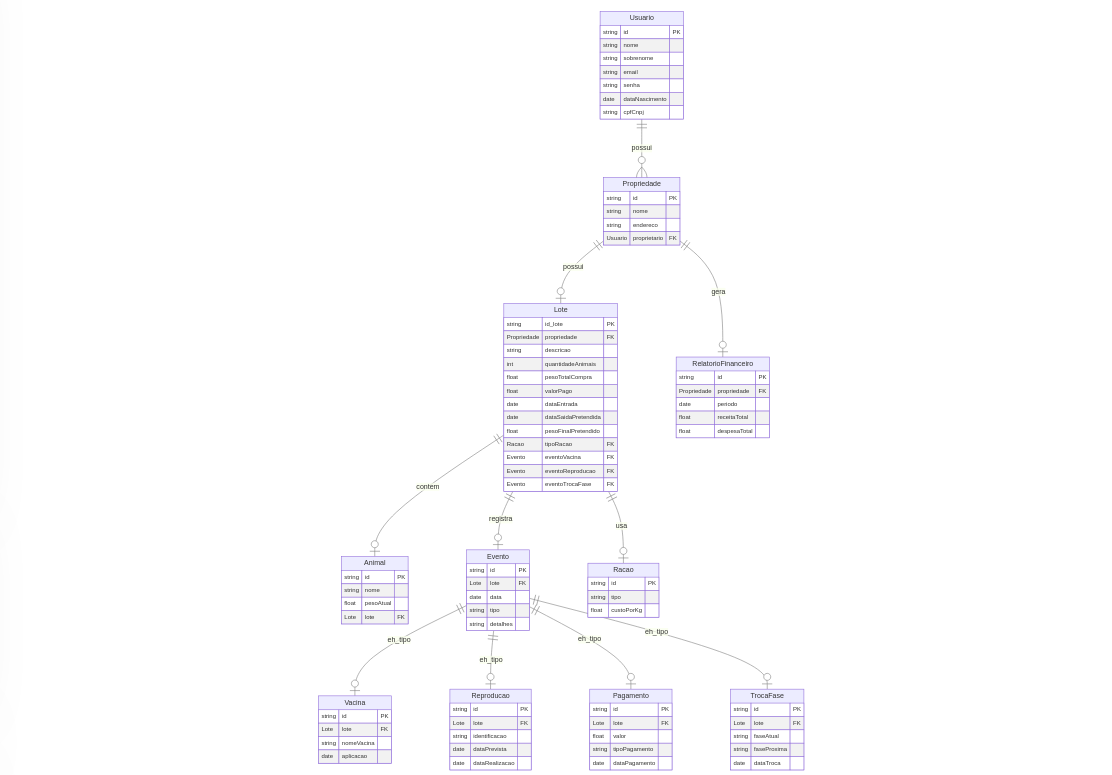 Usuario
string id PK
string nome
string sobrenome
string email
string senha
date dataNascimento
string cpfCnpj
possui
Propriedade
string id PK
string nome
string endereco
Usuario proprietario FK
possui
gera
Lote
string id_lote PK
Propriedade propriedade FK
string descricao
int quantidadeAnimais
float pesoTotalCompra
float valorPago
date dataEntrada
date dataSaidaPretendida
float pesoFinalPretendido
Racao tipoRacao FK
Evento eventoVacina FK
Evento eventoReproducao FK
Evento eventoTrocaFase FK
RelatorioFinanceiro
string id PK
Propriedade propriedade FK
date periodo
float receitaTotal
float despesaTotal
contem
registra
usa
Animal
string id PK
string nome
float pesoAtual
Lote lote FK
Evento
string id PK
Lote lote FK
date data
string tipo
string detalhes
Racao
string id PK
string tipo
float custoPorKg
eh_tipo
eh_tipo
eh_tipo
eh_tipo
Vacina
string id PK
Lote lote FK
string nomeVacina
date aplicacao
Reproducao
string id PK
Lote lote FK
string identificacao
date dataPrevista
date dataRealizacao
Pagamento
string id PK
Lote lote FK
float valor
string tipoPagamento
date dataPagamento
TrocaFase
string id PK
Lote lote FK
string faseAtual
string faseProxima
date dataTroca